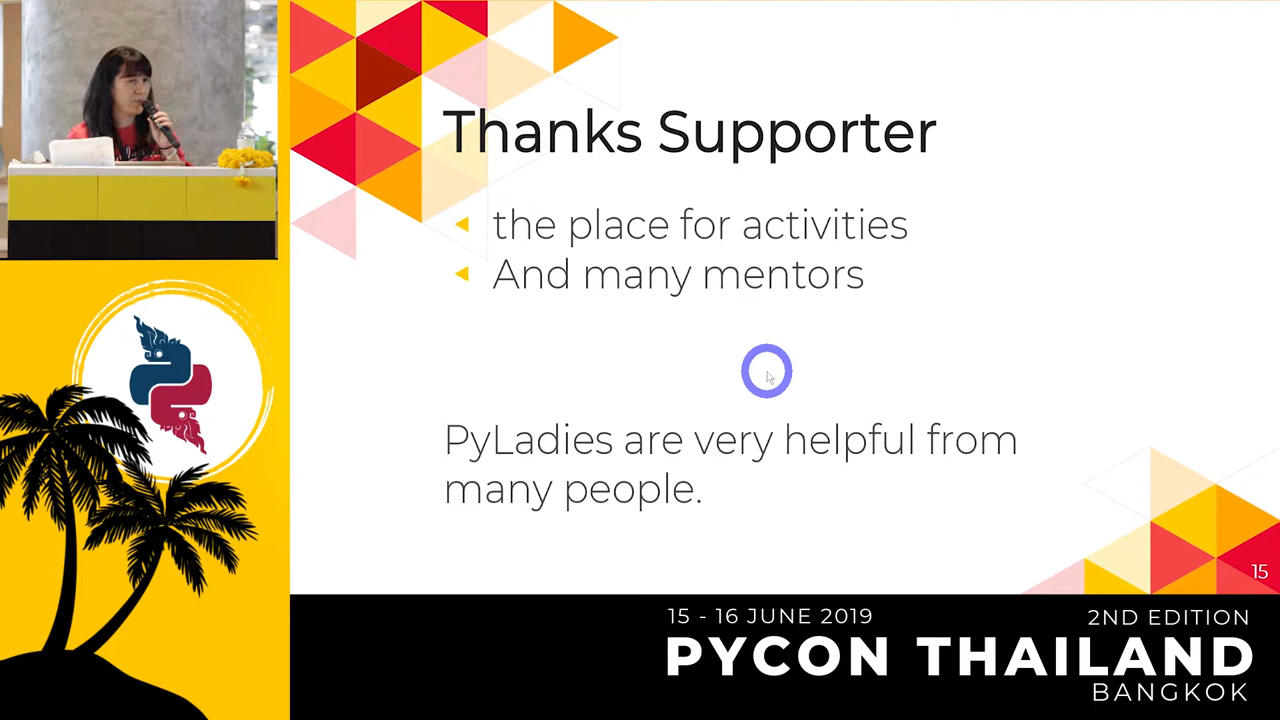 Thanks Supporter
the place for activities
And many mentors
PyLadies are very helpful from
many people.
15
15 - 16 JUNE 2019
2ND EDITION
PYCON THAILAND
BANGKOK